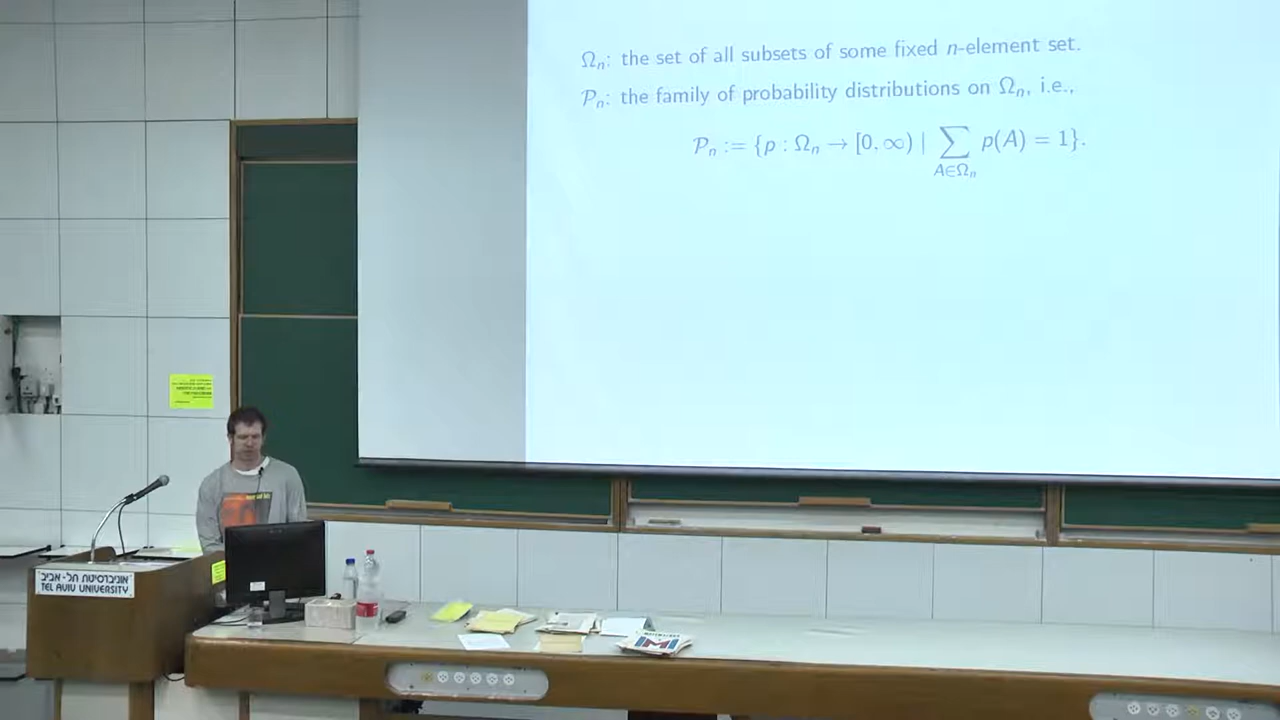 Ωₙ: the set of all subsets of some fixed n-element set.
𝒫ₙ: the family of probability distributions on Ωₙ, i.e.,
𝒫ₙ := {p : Ωₙ → [0, ∞) | ∑_{A∈Ωₙ} p(A) = 1}.
אוניברסיטת תל-אביב
TEL AVIV UNIVERSITY